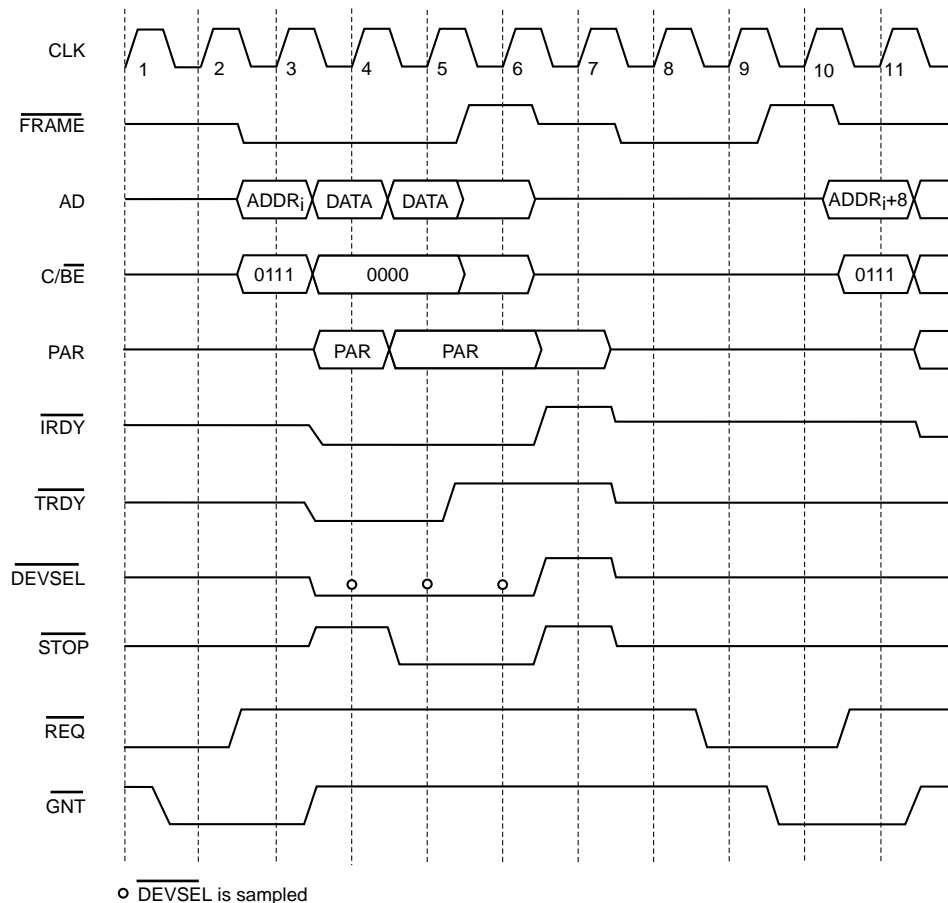 CLK
1 2 3 4 5 6 7 8 9 10 11
FRAME
AD
ADDRi DATA DATA ADDRi+8
C/BE
0111 0000 0111
PAR
PAR PAR
IRDY
TRDY
DEVSEL
STOP
REQ
GNT
DEVSEL is sampled